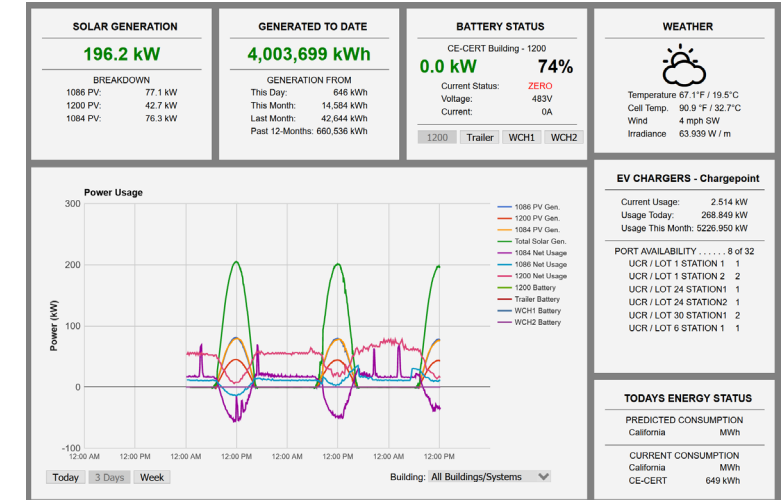 SOLAR GENERATION
196.2 kW
BREAKDOWN
1086 PV: 77.1 kW
1200 PV: 42.7 kW
1084 PV: 76.3 kW
GENERATED TO DATE
4,003,699 kWh
GENERATION FROM
This Day: 646 kWh
This Month: 14,584 kWh
Last Month: 42,644 kWh
Past 12-Months: 660,536 kWh
BATTERY STATUS
CE-CERT Building - 1200
0.0 kW 74%
Current Status: ZERO
Voltage: 483V
Current: 0A
1200 Trailer WCH1 WCH2
WEATHER
Temperature 67.1°F / 19.5°C
Cell Temp. 90.9 °F / 32.7°C
Wind 4 mph SW
Irradiance 63.939 W / m
Power Usage
Power (kW)
300
200
100
0
-100
12:00 AM 12:00 PM 12:00 AM 12:00 PM 12:00 AM 12:00 PM 12:00 AM 12:00 PM
1086 PV Gen.
1200 PV Gen.
1084 PV Gen.
Total Solar Gen.
1084 Net Usage
1086 Net Usage
1200 Net Usage
1200 Battery
Trailer Battery
WCH1 Battery
WCH2 Battery
Today 3 Days Week
Building: All Buildings/Systems
EV CHARGERS - Chargepoint
Current Usage: 2.514 kW
Usage Today: 268.849 kW
Usage This Month: 5226.950 kW
PORT AVAILABILITY . . . . . . 8 of 32
UCR / LOT 1 STATION 1 1
UCR / LOT 1 STATION 2 2
UCR / LOT 24 STATION1 1
UCR / LOT 24 STATION2 1
UCR / LOT 30 STATION1 2
UCR / LOT 6 STATION 1 1
TODAYS ENERGY STATUS
PREDICTED CONSUMPTION
California MWh
CURRENT CONSUMPTION
California MWh
CE-CERT 649 kWh